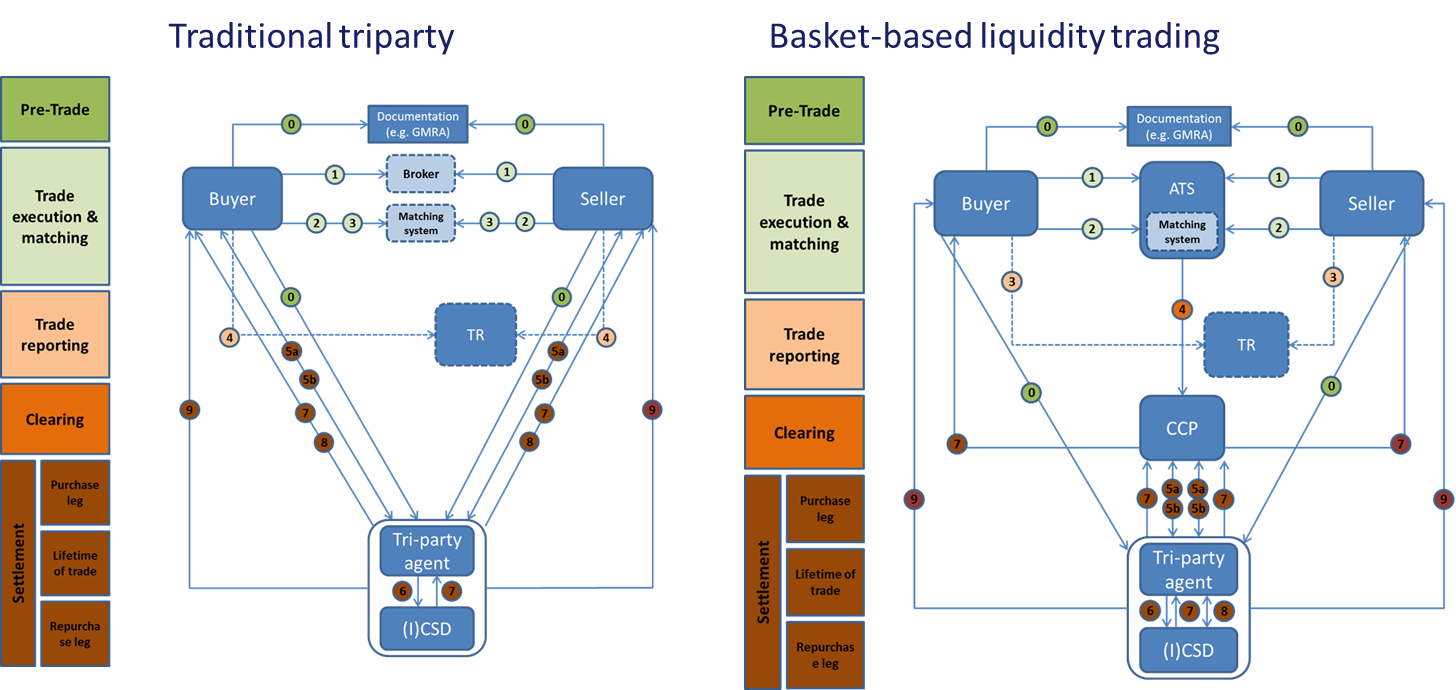 Traditional triparty
Pre-Trade
Trade
execution &
matching
Trade
reporting
Clearing
Settlement
Purchase
leg
Lifetime
of trade
Repurcha
se leg
0
Documentation
(e.g. GMRA)
0
Buyer
1
Broker
1
Seller
2
3
Matching
system
3
2
0
0
4
TR
4
5a
5a
5b
5b
7
7
8
8
9
9
Tri-party
agent
6
7
(I)CSD
Basket-based liquidity trading
Pre-Trade
Trade
execution &
matching
Trade
reporting
Clearing
Settlement
Purchase
leg
Lifetime of
trade
Repurchas
e leg
0
Documentation
(e.g. GMRA)
0
Buyer
1
ATS
1
Seller
2
Matching
system
2
3
3
4
TR
0
0
CCP
7
7
7
5a
5a
7
5b
5b
9
9
Tri-party
agent
6
7
8
(I)CSD